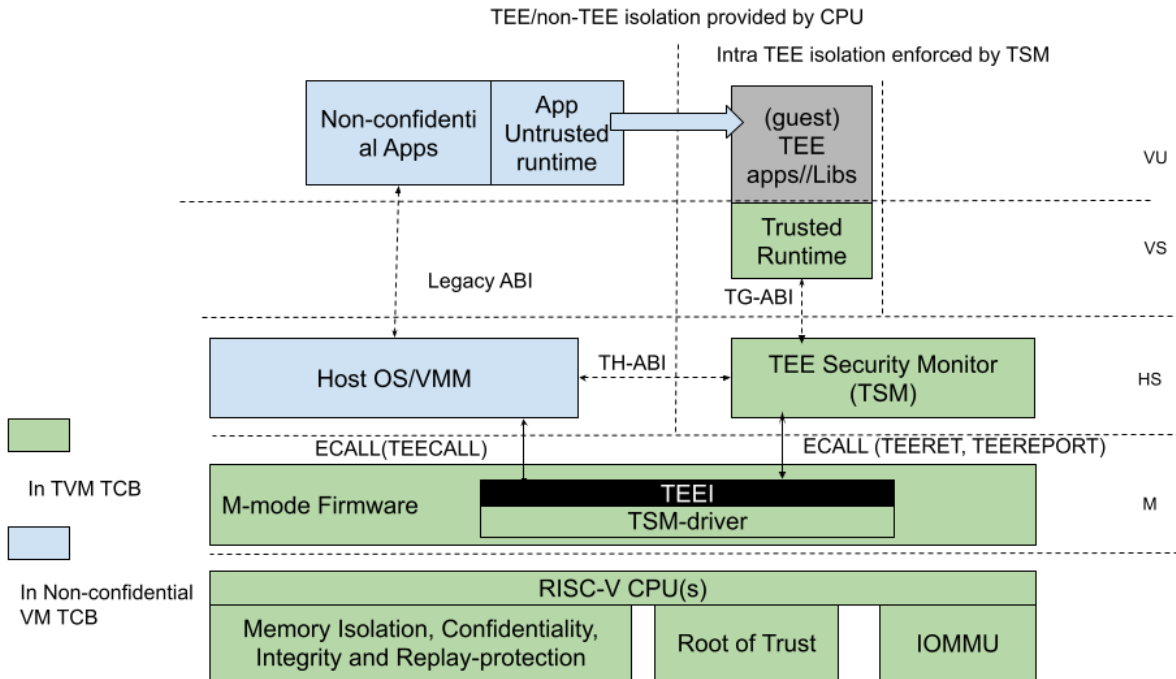 TEE/non-TEE isolation provided by CPU
Intra TEE isolation enforced by TSM
Non-confidenti
al Apps
App
Untrusted
runtime
(guest)
TEE
apps//Libs
VU
Trusted
Runtime
VS
Legacy ABI
TG-ABI
Host OS/VMM
TH-ABI
TEE Security Monitor
(TSM)
HS
ECALL(TEECALL)
ECALL (TEERET, TEEREPORT)
In TVM TCB
M-mode Firmware
TEEI
TSM-driver
M
In Non-confidential
VM TCB
RISC-V CPU(s)
Memory Isolation, Confidentiality,
Integrity and Replay-protection
Root of Trust
IOMMU